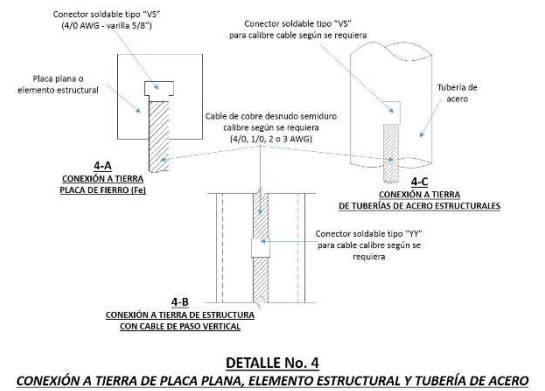 Conector soldable tipo "VS"
(4/0 AWG - varilla 5/8")
Placa plana o
elemento estructural
4-A
CONEXIÓN A TIERRA
PLACA DE FIERRO (Fe)
Conector soldable tipo "VS"
para calibre cable según se
requiera
Tubería de
acero
Cable de cobre desnudo semiduro
calibre según se requiera
(4/0, 1/0, 2 o 3 AWG)
4-C
CONEXIÓN A TIERRA
DE TUBERÍAS DE ACERO ESTRUCTURALES
Conector soldable tipo "YY"
para cable calibre según se
requiera
4-B
CONEXIÓN A TIERRA DE ESTRUCTURA
CON CABLE DE PASO VERTICAL
DETALLE No. 4
CONEXIÓN A TIERRA DE PLACA PLANA, ELEMENTO ESTRUCTURAL Y TUBERÍA DE ACERO